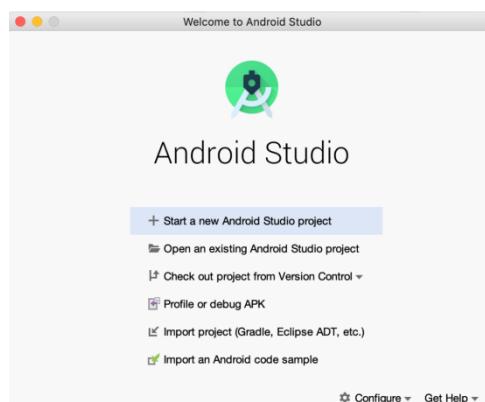 Welcome to Android Studio
Android Studio
Start a new Android Studio project
Open an existing Android Studio project
Check out project from Version Control
Profile or debug APK
Import project (Gradle, Eclipse ADT, etc.)
Import an Android code sample
Configure Get Help